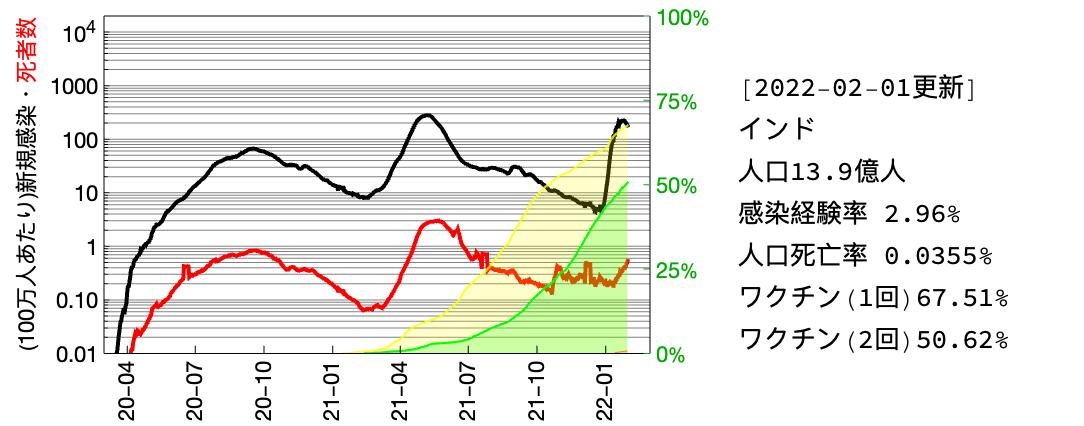 (100万人あたり)新規感染・死者数
10⁴
1000
100
10
1
0.10
0.01
100%
75%
50%
25%
0%
20-04
20-07
20-10
21-01
21-04
21-07
21-10
22-01
[2022-02-01更新]
インド
人口13.9億人
感染経験率 2.96%
人口死亡率 0.0355%
ワクチン(1回)67.51%
ワクチン(2回)50.62%